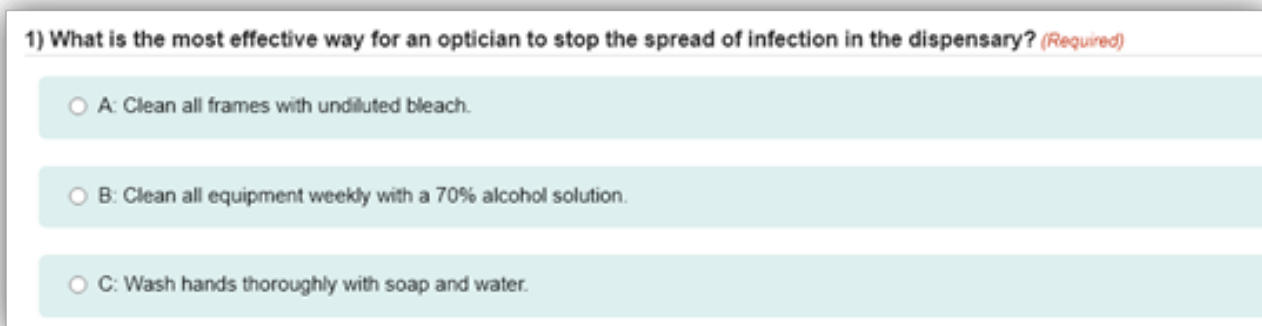 1) What is the most effective way for an optician to stop the spread of infection in the dispensary? (Required)
A: Clean all frames with undiluted bleach.
B: Clean all equipment weekly with a 70% alcohol solution.
C: Wash hands thoroughly with soap and water.